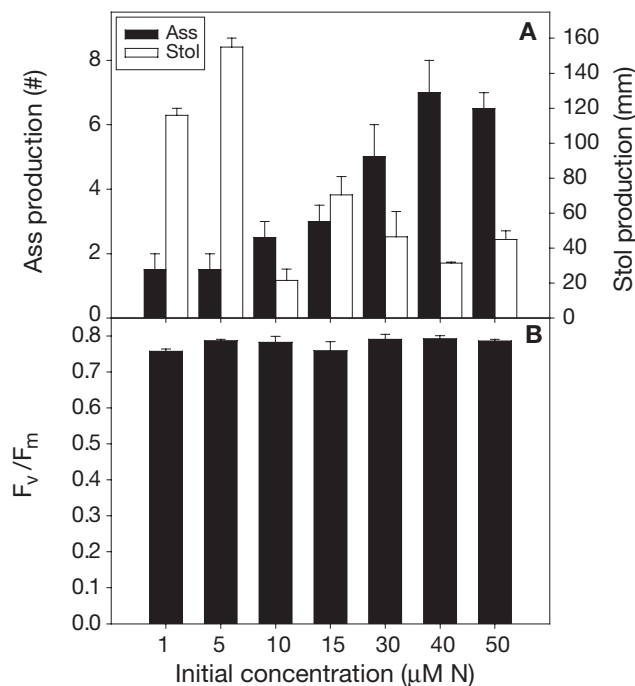 Ass
Stol
A
Ass production (#)
8
6
4
2
0
Stol production (mm)
160
140
120
100
80
60
40
20
0
B
Fv/Fm
0.8
0.7
0.6
0.5
0.4
0.3
0.2
0.1
0.0
1 5 10 15 30 40 50
Initial concentration (μM N)